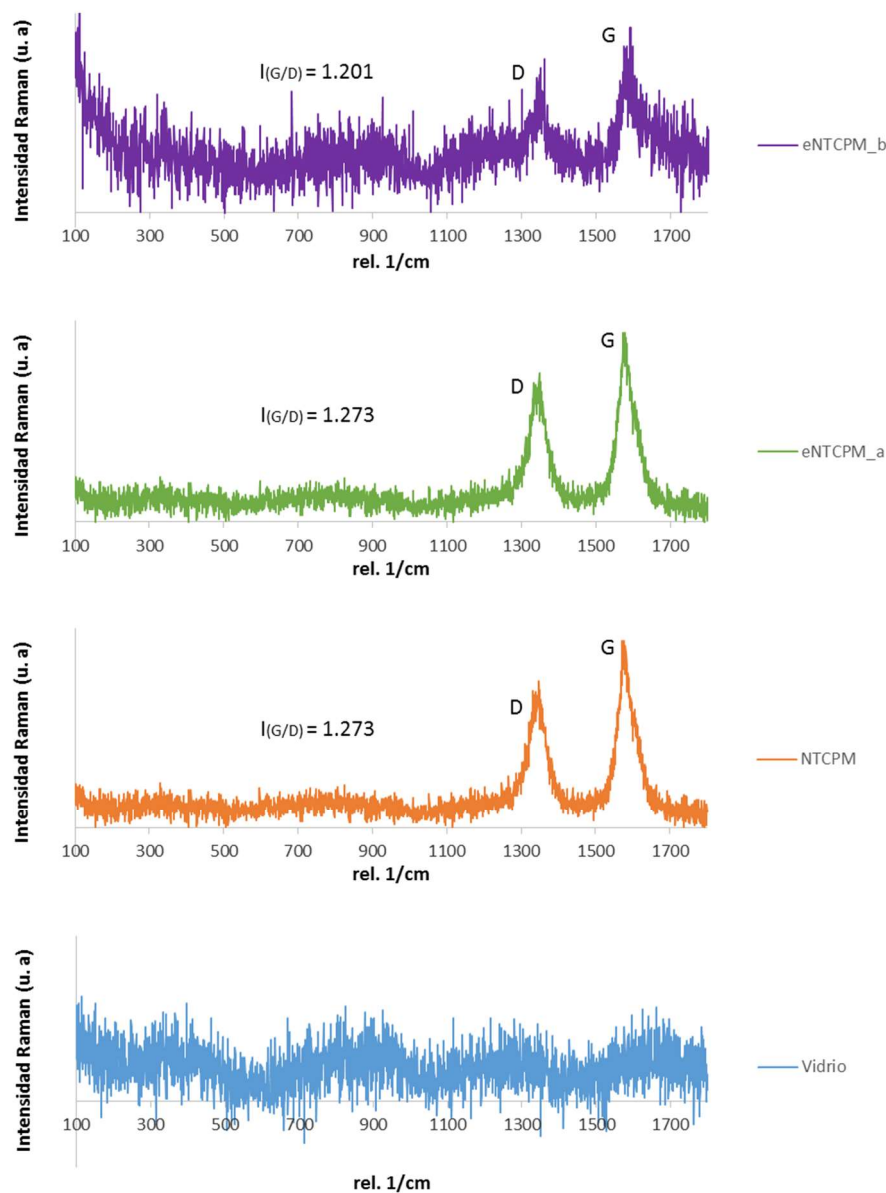 Intensidad Raman (u. a)
I(G/D) = 1.201
D
G
eNTCPM_b
100 300 500 700 900 1100 1300 1500 1700
rel. 1/cm
Intensidad Raman (u. a)
I(G/D) = 1.273
D
G
eNTCPM_a
100 300 500 700 900 1100 1300 1500 1700
rel. 1/cm
Intensidad Raman (u. a)
I(G/D) = 1.273
D
G
NTCPM
100 300 500 700 900 1100 1300 1500 1700
rel. 1/cm
Intensidad Raman (u. a)
Vidrio
100 300 500 700 900 1100 1300 1500 1700
rel. 1/cm